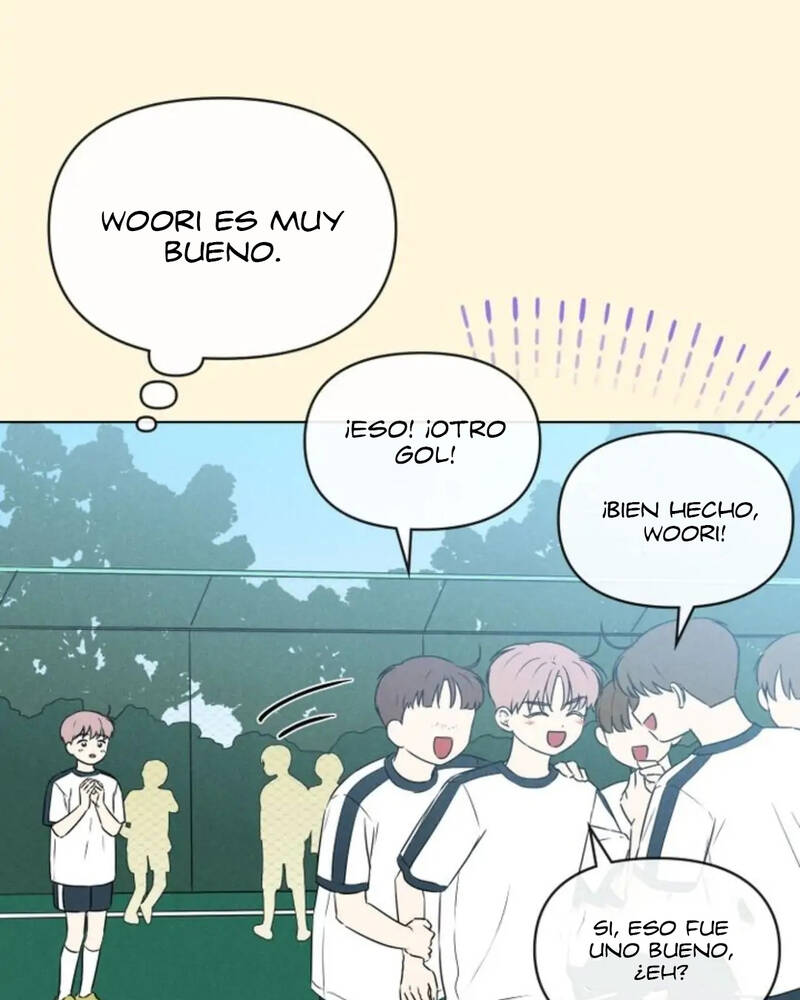 WOORI ES MUY
BUENO.
¡ESO! ¡OTRO
GOL!
¡BIEN HECHO,
WOORI!
SI, ESO FUE
UNO BUENO,
¿EH?